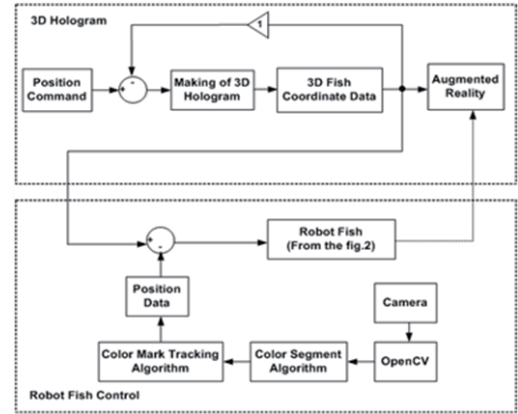 3D Hologram
1
Position
Command
+
-
Making of 3D
Hologram
3D Fish
Coordinate Data
Augmented
Reality
+
-
Robot Fish
(From the fig.2)
Position
Data
Camera
Color Mark Tracking
Algorithm
Color Segment
Algorithm
OpenCV
Robot Fish Control